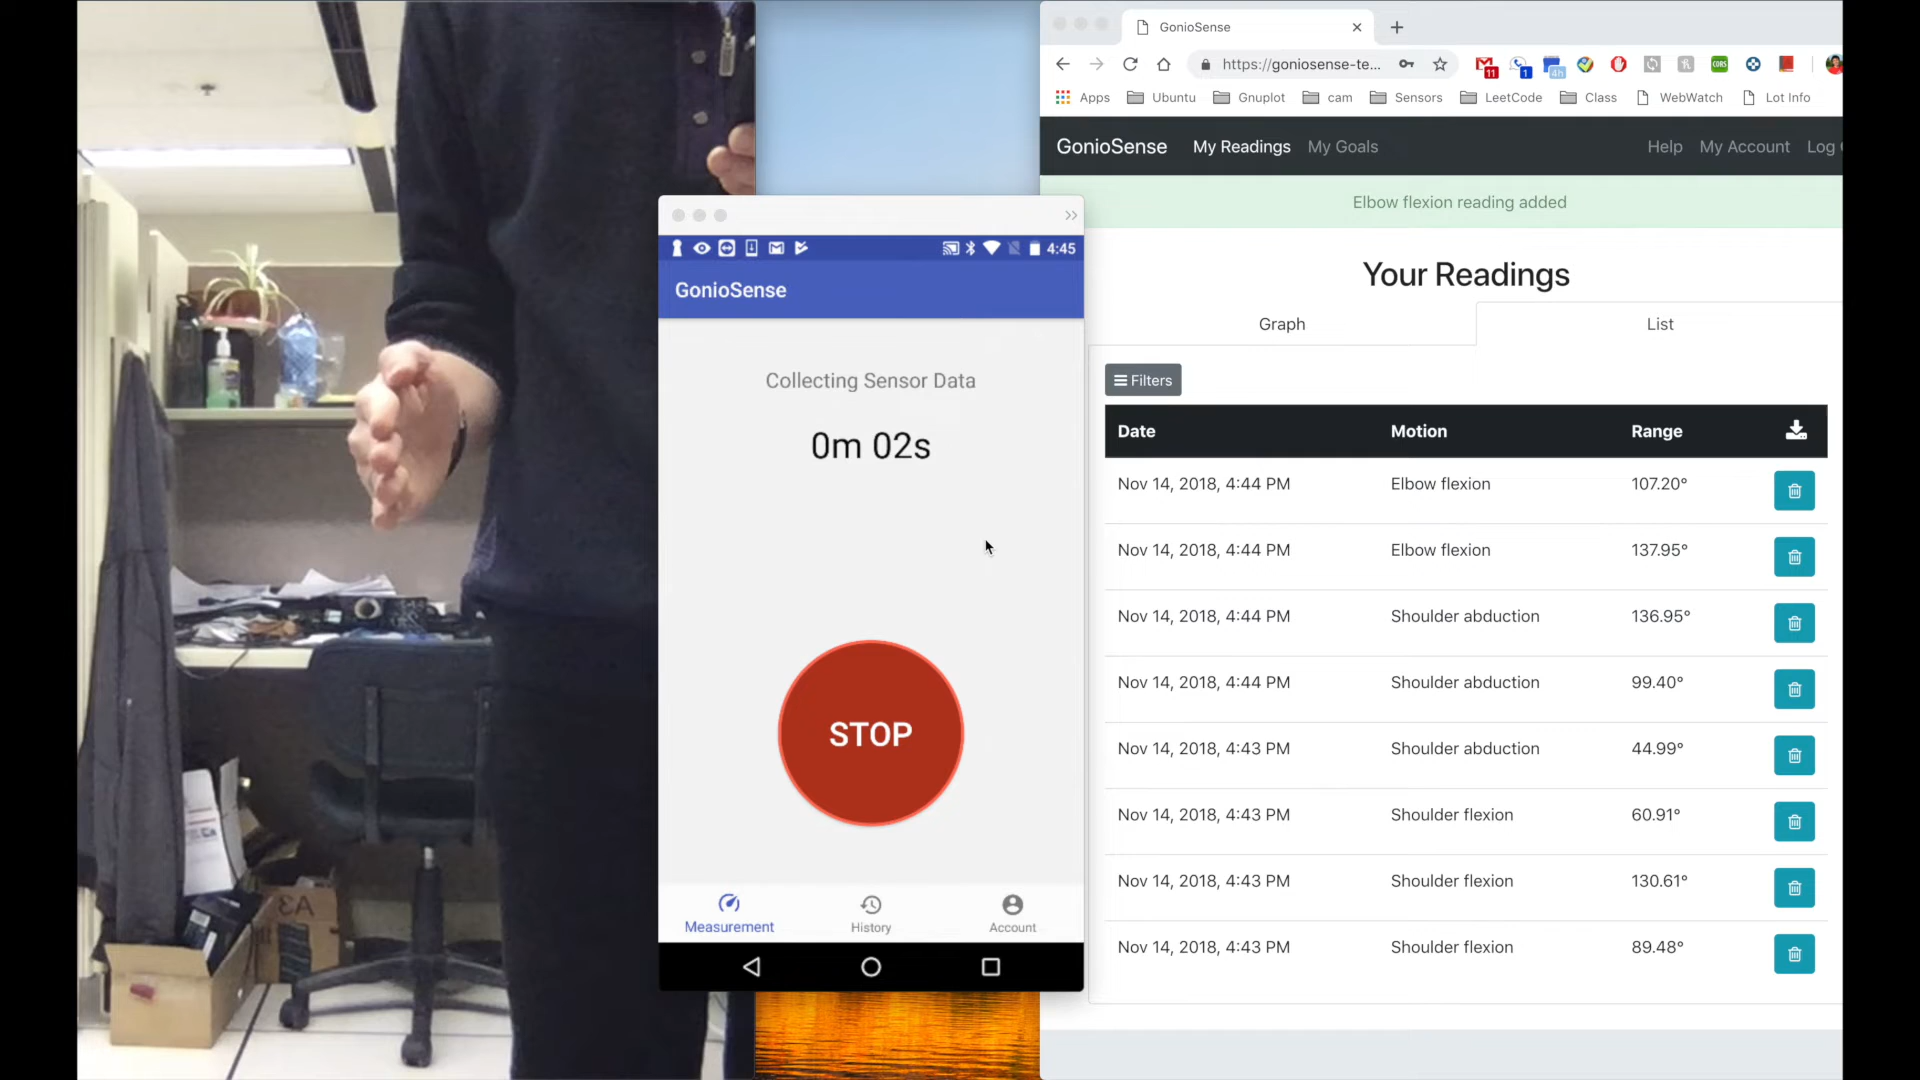 GonioSense
https://goniosense-te...
11
1
4h
CORS
Apps
Ubuntu
Gnuplot
cam
Sensors
LeetCode
Class
WebWatch
Lot Info
GonioSense My Readings My Goals Help My Account Log
Elbow flexion reading added
Your Readings
Graph List
Filters
Date Motion Range
Nov 14, 2018, 4:44 PM Elbow flexion 107.20°
Nov 14, 2018, 4:44 PM Elbow flexion 137.95°
Nov 14, 2018, 4:44 PM Shoulder abduction 136.95°
Nov 14, 2018, 4:44 PM Shoulder abduction 99.40°
Nov 14, 2018, 4:43 PM Shoulder abduction 44.99°
Nov 14, 2018, 4:43 PM Shoulder flexion 60.91°
Nov 14, 2018, 4:43 PM Shoulder flexion 130.61°
Nov 14, 2018, 4:43 PM Shoulder flexion 89.48°
4:45
GonioSense
Collecting Sensor Data
0m 02s
STOP
Measurement History Account
A3